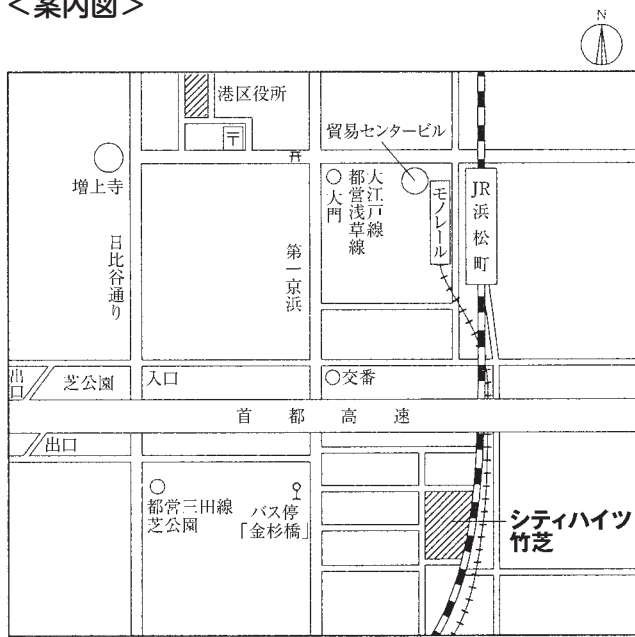 ＜案内図＞
N
港区役所
〒
貿易センタービル
増上寺
大門
都営浅草線
大江戸線
モノレール
JR浜松町
日比谷通り
第一京浜
出口
芝公園
入口
交番
首都高速
出口
都営三田線
芝公園
バス停
「金杉橋」
シティハイツ
竹芝